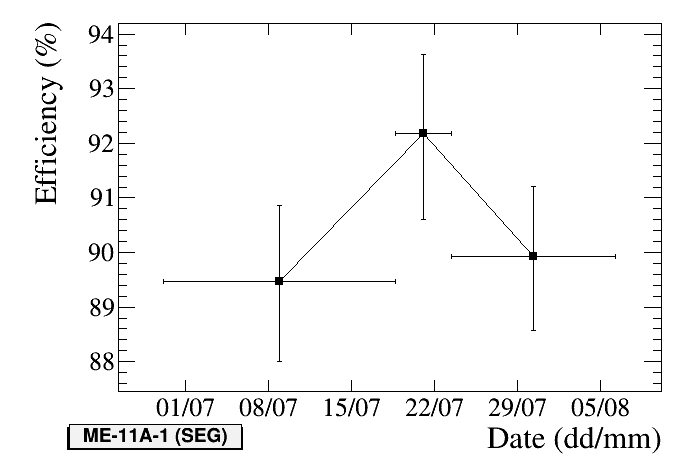 Efficiency (%)
94
93
92
91
90
89
88
01/07 08/07 15/07 22/07 29/07 05/08
Date (dd/mm)
ME-11A-1 (SEG)